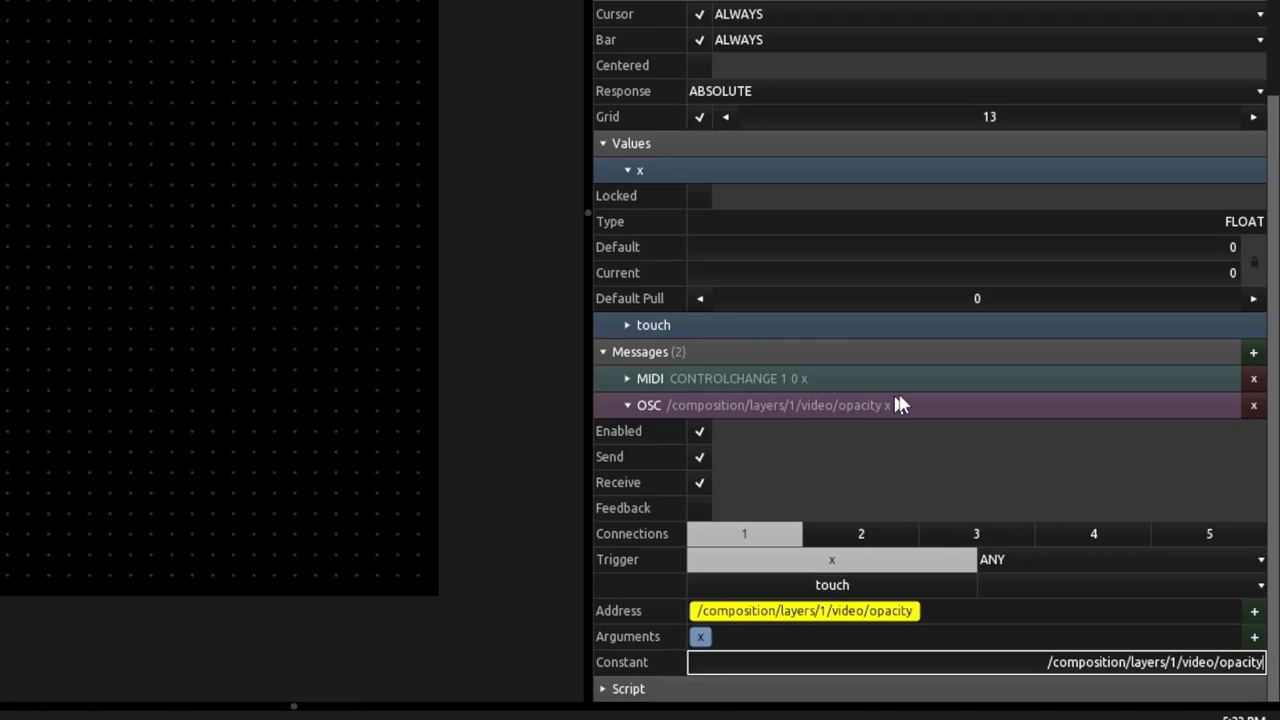 Cursor ALWAYS
Bar ALWAYS
Centered
Response ABSOLUTE
Grid 13
Values
x
Locked
Type FLOAT
Default 0
Current 0
Default Pull 0
touch
Messages (2) +
MIDI CONTROLCHANGE 1 0 x x
OSC /composition/layers/1/video/opacity x x
Enabled
Send
Receive
Feedback
Connections 1 2 3 4 5
Trigger x ANY
touch
Address /composition/layers/1/video/opacity +
Arguments x +
Constant /composition/layers/1/video/opacity
Script